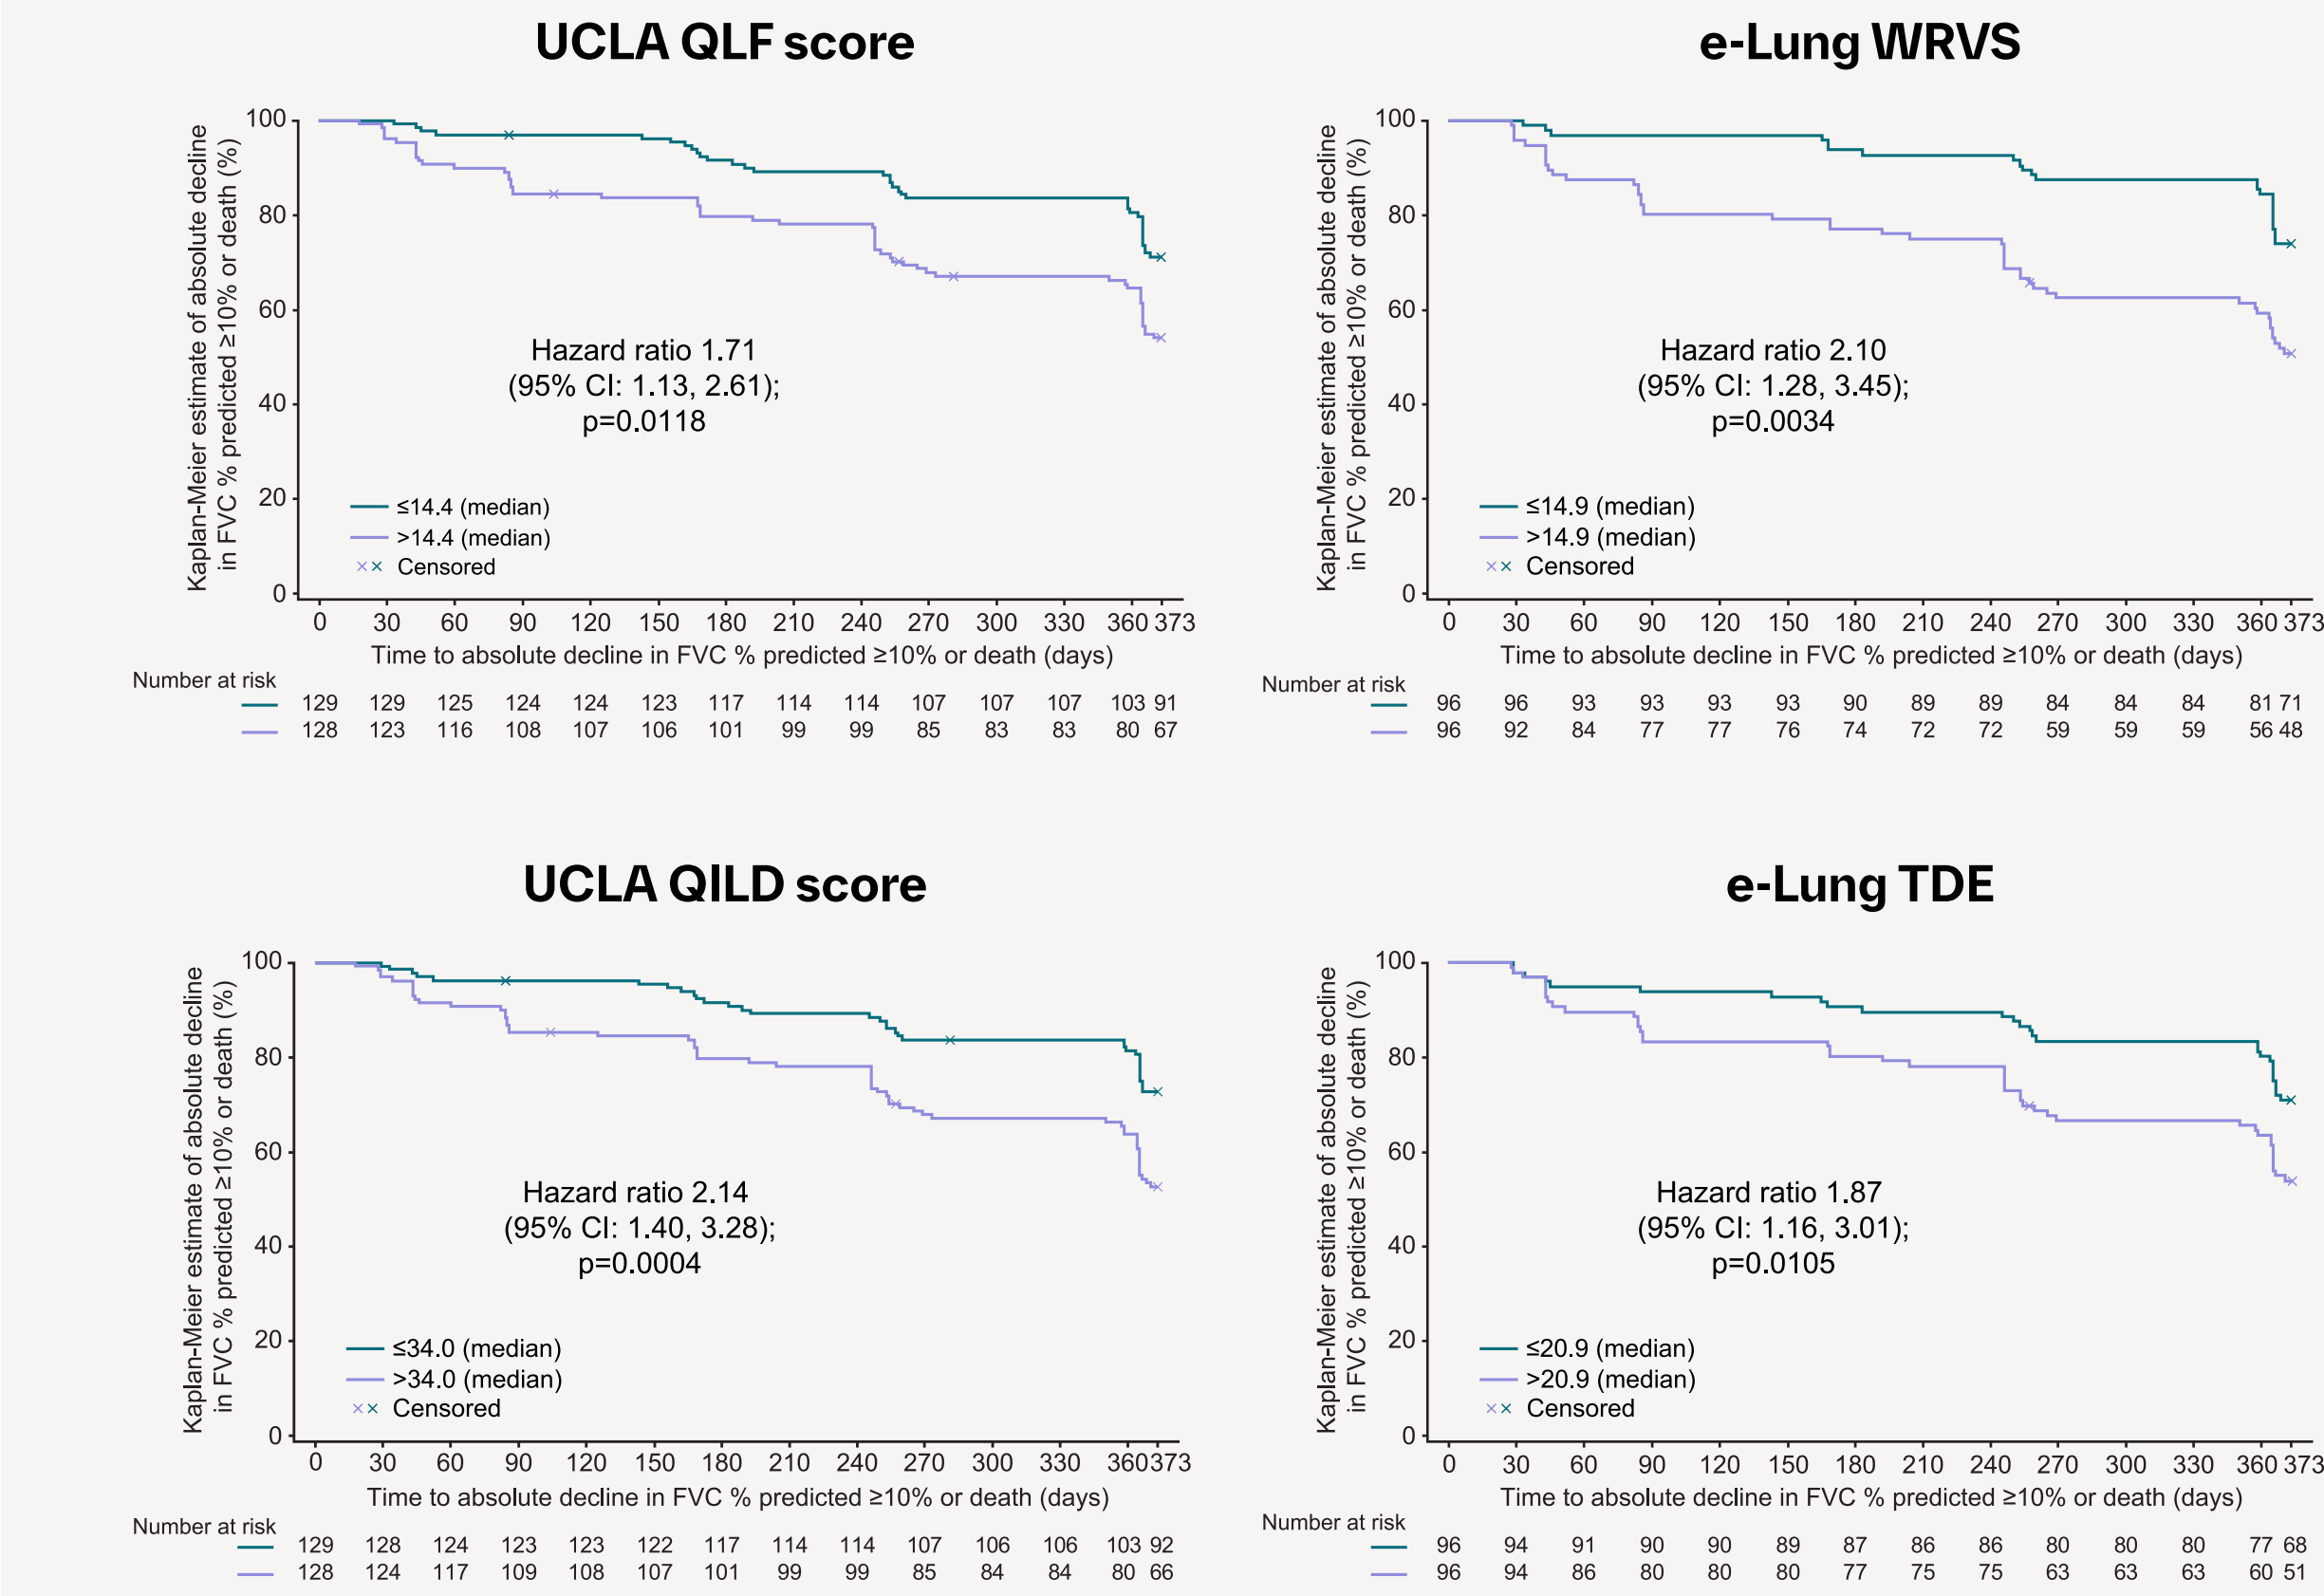 UCLA QLF score
Kaplan-Meier estimate of absolute decline
in FVC % predicted ≥10% or death (%)
100
80
60
40
20
0
Hazard ratio 1.71
(95% CI: 1.13, 2.61);
p=0.0118
≤14.4 (median)
>14.4 (median)
Censored
0 30 60 90 120 150 180 210 240 270 300 330 360 373
Time to absolute decline in FVC % predicted ≥10% or death (days)
Number at risk
129 129 125 124 124 123 117 114 114 107 107 107 103 91
128 123 116 108 107 106 101 99 99 85 83 83 80 67
e-Lung WRVS
Kaplan-Meier estimate of absolute decline
in FVC % predicted ≥10% or death (%)
100
80
60
40
20
0
Hazard ratio 2.10
(95% CI: 1.28, 3.45);
p=0.0034
≤14.9 (median)
>14.9 (median)
Censored
0 30 60 90 120 150 180 210 240 270 300 330 360 373
Time to absolute decline in FVC % predicted ≥10% or death (days)
Number at risk
96 96 93 93 93 93 90 89 89 84 84 84 81 71
96 92 84 77 77 76 74 72 72 59 59 59 56 48
UCLA QILD score
Kaplan-Meier estimate of absolute decline
in FVC % predicted ≥10% or death (%)
100
80
60
40
20
0
Hazard ratio 2.14
(95% CI: 1.40, 3.28);
p=0.0004
≤34.0 (median)
>34.0 (median)
Censored
0 30 60 90 120 150 180 210 240 270 300 330 360 373
Time to absolute decline in FVC % predicted ≥10% or death (days)
Number at risk
129 128 124 123 123 122 117 114 114 107 106 106 103 92
128 124 117 109 108 107 101 99 99 85 84 84 80 66
e-Lung TDE
Kaplan-Meier estimate of absolute decline
in FVC % predicted ≥10% or death (%)
100
80
60
40
20
0
Hazard ratio 1.87
(95% CI: 1.16, 3.01);
p=0.0105
≤20.9 (median)
>20.9 (median)
Censored
0 30 60 90 120 150 180 210 240 270 300 330 360 373
Time to absolute decline in FVC % predicted ≥10% or death (days)
Number at risk
96 94 91 90 90 89 87 86 86 80 80 80 77 68
96 94 86 80 80 80 77 75 75 63 63 63 60 51